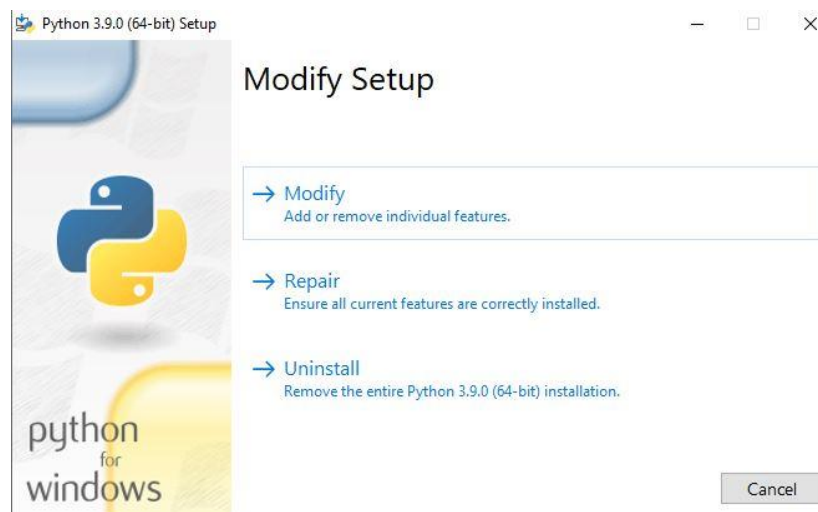 Python 3.9.0 (64-bit) Setup
Modify Setup
Modify
Add or remove individual features.
Repair
Ensure all current features are correctly installed.
Uninstall
Remove the entire Python 3.9.0 (64-bit) installation.
python
for
windows
Cancel